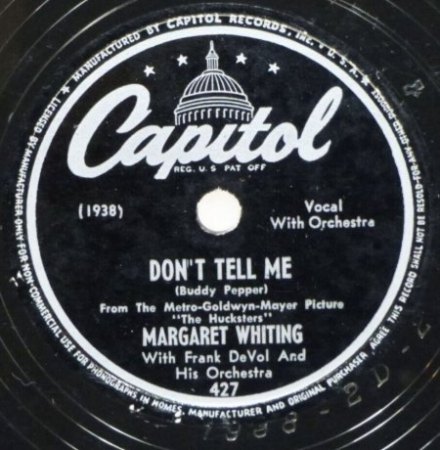 MANUFACTURED BY CAPITOL RECORDS, INC. U.S.A.
Capitol
REG. U S PAT OFF
(1938)
Vocal
With Orchestra
DON'T TELL ME
(Buddy Pepper)
From The Metro-Goldwyn-Mayer Picture
"The Hucksters"
MARGARET WHITING
With Frank DeVol And
His Orchestra
427
LICENSED BY MANUFACTURER ONLY FOR NON-COMMERCIAL USE FOR PHONOGRAPHS IN HOMES. MANUFACTURER AND ORIGINAL PURCHASER AGREE THIS RECORD SHALL NOT BE RESOLD